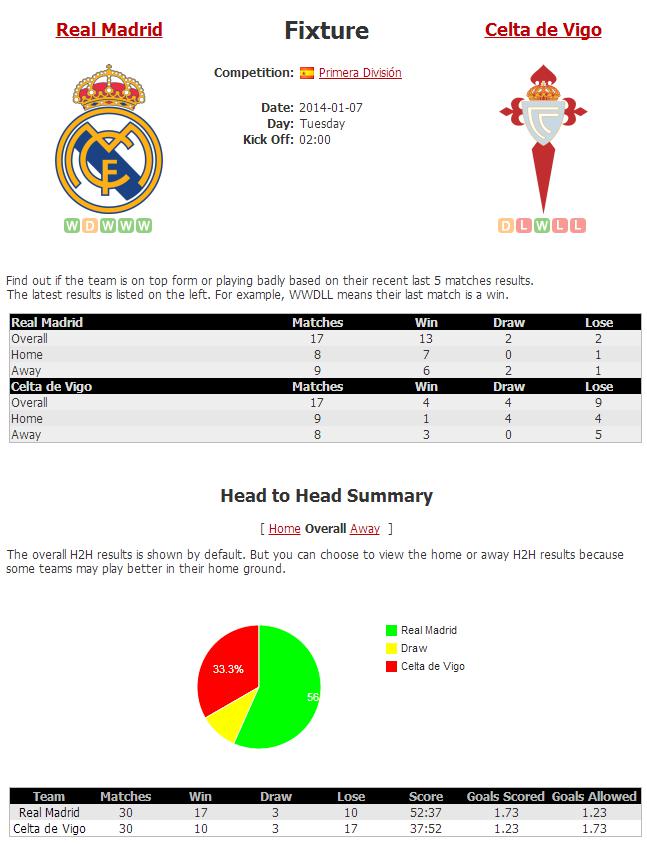 Real Madrid
Fixture
Celta de Vigo
Competition: Primera División
Date: 2014-01-07
Day: Tuesday
Kick Off: 02:00
W D W W W
D L W L L
Find out if the team is on top form or playing badly based on their recent last 5 matches results.
The latest results is listed on the left. For example, WWDLL means their last match is a win.
Real Madrid Matches Win Draw Lose
Overall 17 13 2 2
Home 8 7 0 1
Away 9 6 2 1
Celta de Vigo Matches Win Draw Lose
Overall 17 4 4 9
Home 9 1 4 4
Away 8 3 0 5
Head to Head Summary
[ Home Overall Away ]
The overall H2H results is shown by default. But you can choose to view the home or away H2H results because
some teams may play better in their home ground.
33.3%
56
Real Madrid
Draw
Celta de Vigo
Team Matches Win Draw Lose Score Goals Scored Goals Allowed
Real Madrid 30 17 3 10 52:37 1.73 1.23
Celta de Vigo 30 10 3 17 37:52 1.23 1.73